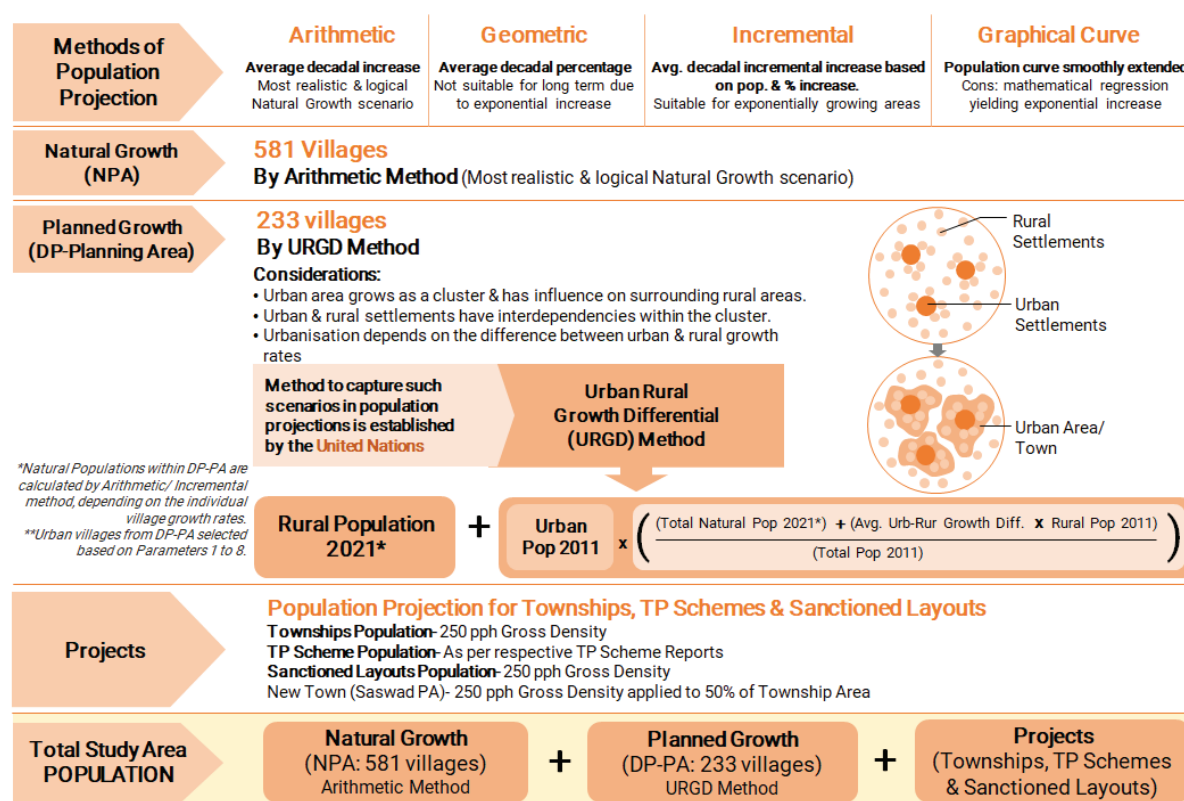 Methods of
Population
Projection
Arithmetic
Average decadal increase
Most realistic & logical
Natural Growth scenario
Geometric
Average decadal percentage
Not suitable for long term due
to exponential increase
Incremental
Avg. decadal incremental increase based
on pop. & % increase.
Suitable for exponentially growing areas
Graphical Curve
Population curve smoothly extended
Cons: mathematical regression
yielding exponential increase
Natural Growth
(NPA)
581 Villages
By Arithmetic Method (Most realistic & logical Natural Growth scenario)
Planned Growth
(DP-Planning Area)
233 villages
By URGD Method
Considerations:
• Urban area grows as a cluster & has influence on surrounding rural areas.
• Urban & rural settlements have interdependencies within the cluster.
• Urbanisation depends on the difference between urban & rural growth
rates
Rural
Settlements
Urban
Settlements
Urban Area/
Town
Method to capture such
scenarios in population
projections is established
by the United Nations
Urban Rural
Growth Differential
(URGD) Method
*Natural Populations within DP-PA are
calculated by Arithmetic/ Incremental
method, depending on the individual
village growth rates.
**Urban villages from DP-PA selected
based on Parameters 1 to 8.
Rural Population
2021*
+
Urban
Pop 2011
x
(
(Total Natural Pop 2021*) + (Avg. Urb-Rur Growth Diff. x Rural Pop 2011)
(Total Pop 2011)
)
Projects
Population Projection for Townships, TP Schemes & Sanctioned Layouts
Townships Population- 250 pph Gross Density
TP Scheme Population- As per respective TP Scheme Reports
Sanctioned Layouts Population- 250 pph Gross Density
New Town (Saswad PA)- 250 pph Gross Density applied to 50% of Township Area
Total Study Area
POPULATION
Natural Growth
(NPA: 581 villages)
Arithmetic Method
+
Planned Growth
(DP-PA: 233 villages)
URGD Method
+
Projects
(Townships, TP Schemes
& Sanctioned Layouts)